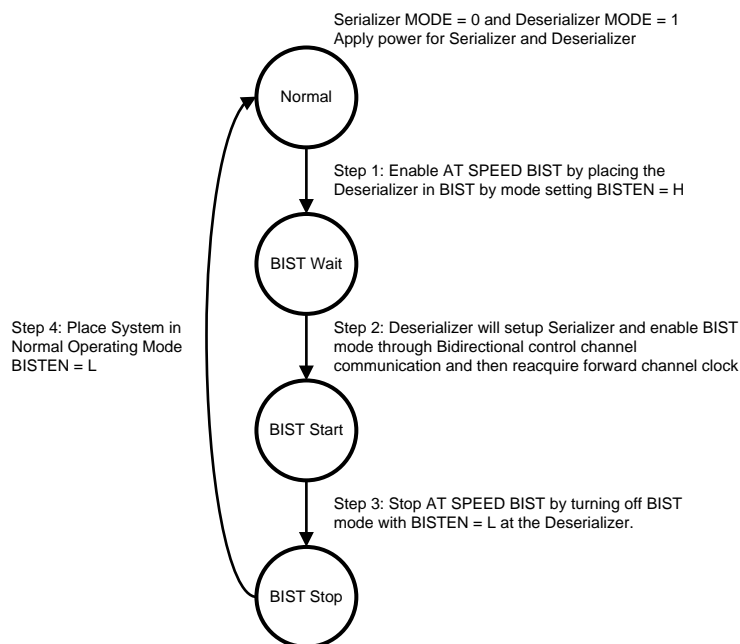 Serializer MODE = 0 and Deserializer MODE = 1
Apply power for Serializer and Deserializer
Normal
Step 1: Enable AT SPEED BIST by placing the
Deserializer in BIST by mode setting BISTEN = H
BIST Wait
Step 2: Deserializer will setup Serializer and enable BIST
mode through Bidirectional control channel
communication and then reacquire forward channel clock
Step 4: Place System in
Normal Operating Mode
BISTEN = L
BIST Start
Step 3: Stop AT SPEED BIST by turning off BIST
mode with BISTEN = L at the Deserializer.
BIST Stop